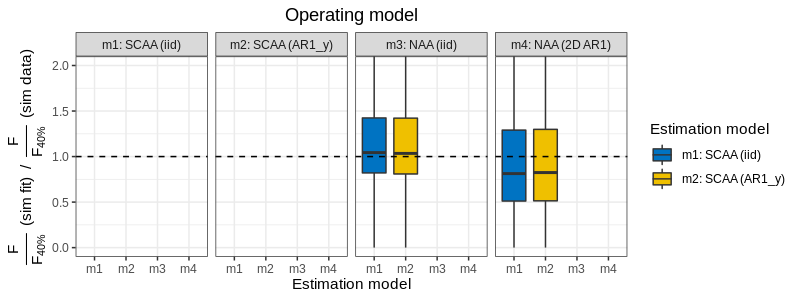 Operating model
m1: SCAA (iid)
m2: SCAA (AR1_y)
m3: NAA (iid)
m4: NAA (2D AR1)
F / F40% (sim fit) / F / F40% (sim data)
2.0
1.5
1.0
0.5
0.0
m1 m2 m3 m4
m1 m2 m3 m4
m1 m2 m3 m4
m1 m2 m3 m4
Estimation model
Estimation model
m1: SCAA (iid)
m2: SCAA (AR1_y)